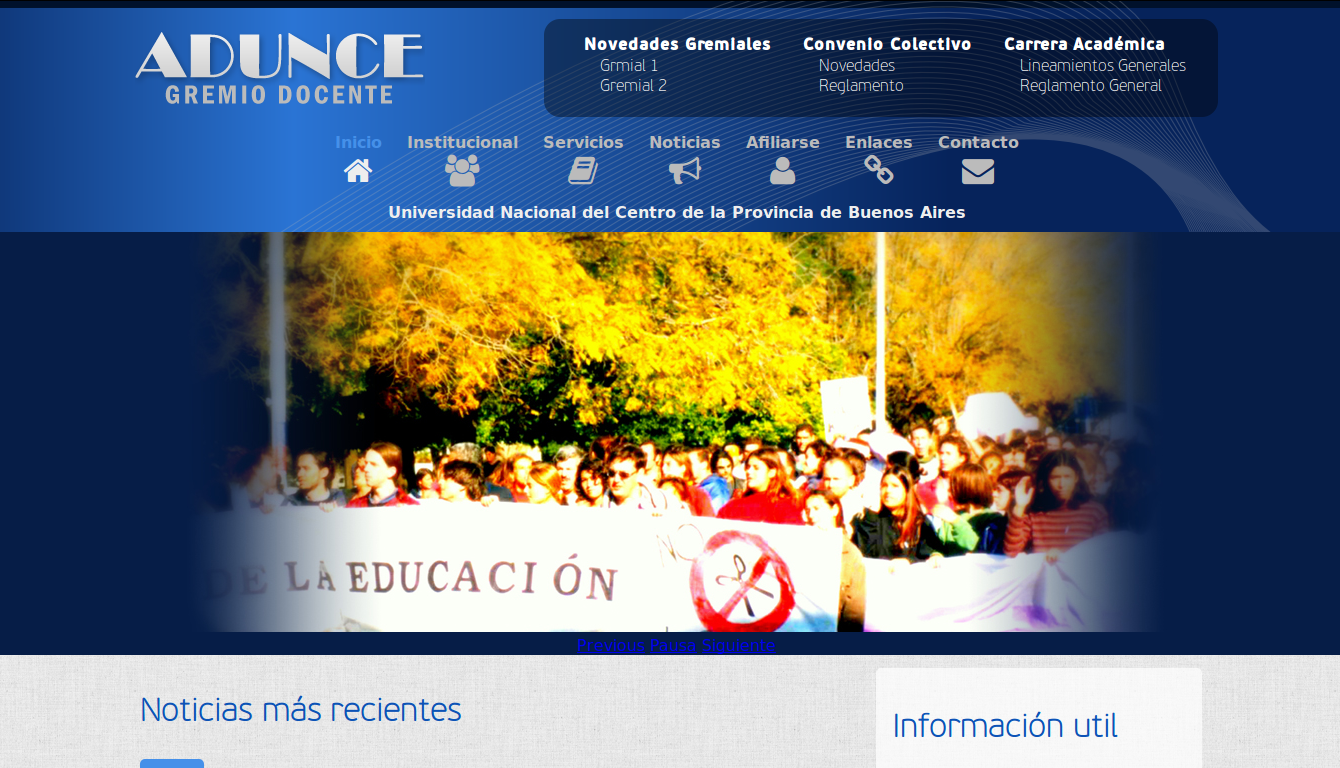 ADUNCE
GREMIO DOCENTE
Novedades Gremiales
Grmial 1
Gremial 2
Convenio Colectivo
Novedades
Reglamento
Carrera Académica
Lineamientos Generales
Reglamento General
Inicio Institucional Servicios Noticias Afiliarse Enlaces Contacto
Universidad Nacional del Centro de la Provincia de Buenos Aires
DE LA EDUCACIÓN
NO
Previous Pausa Siguiente
Noticias más recientes
Información util